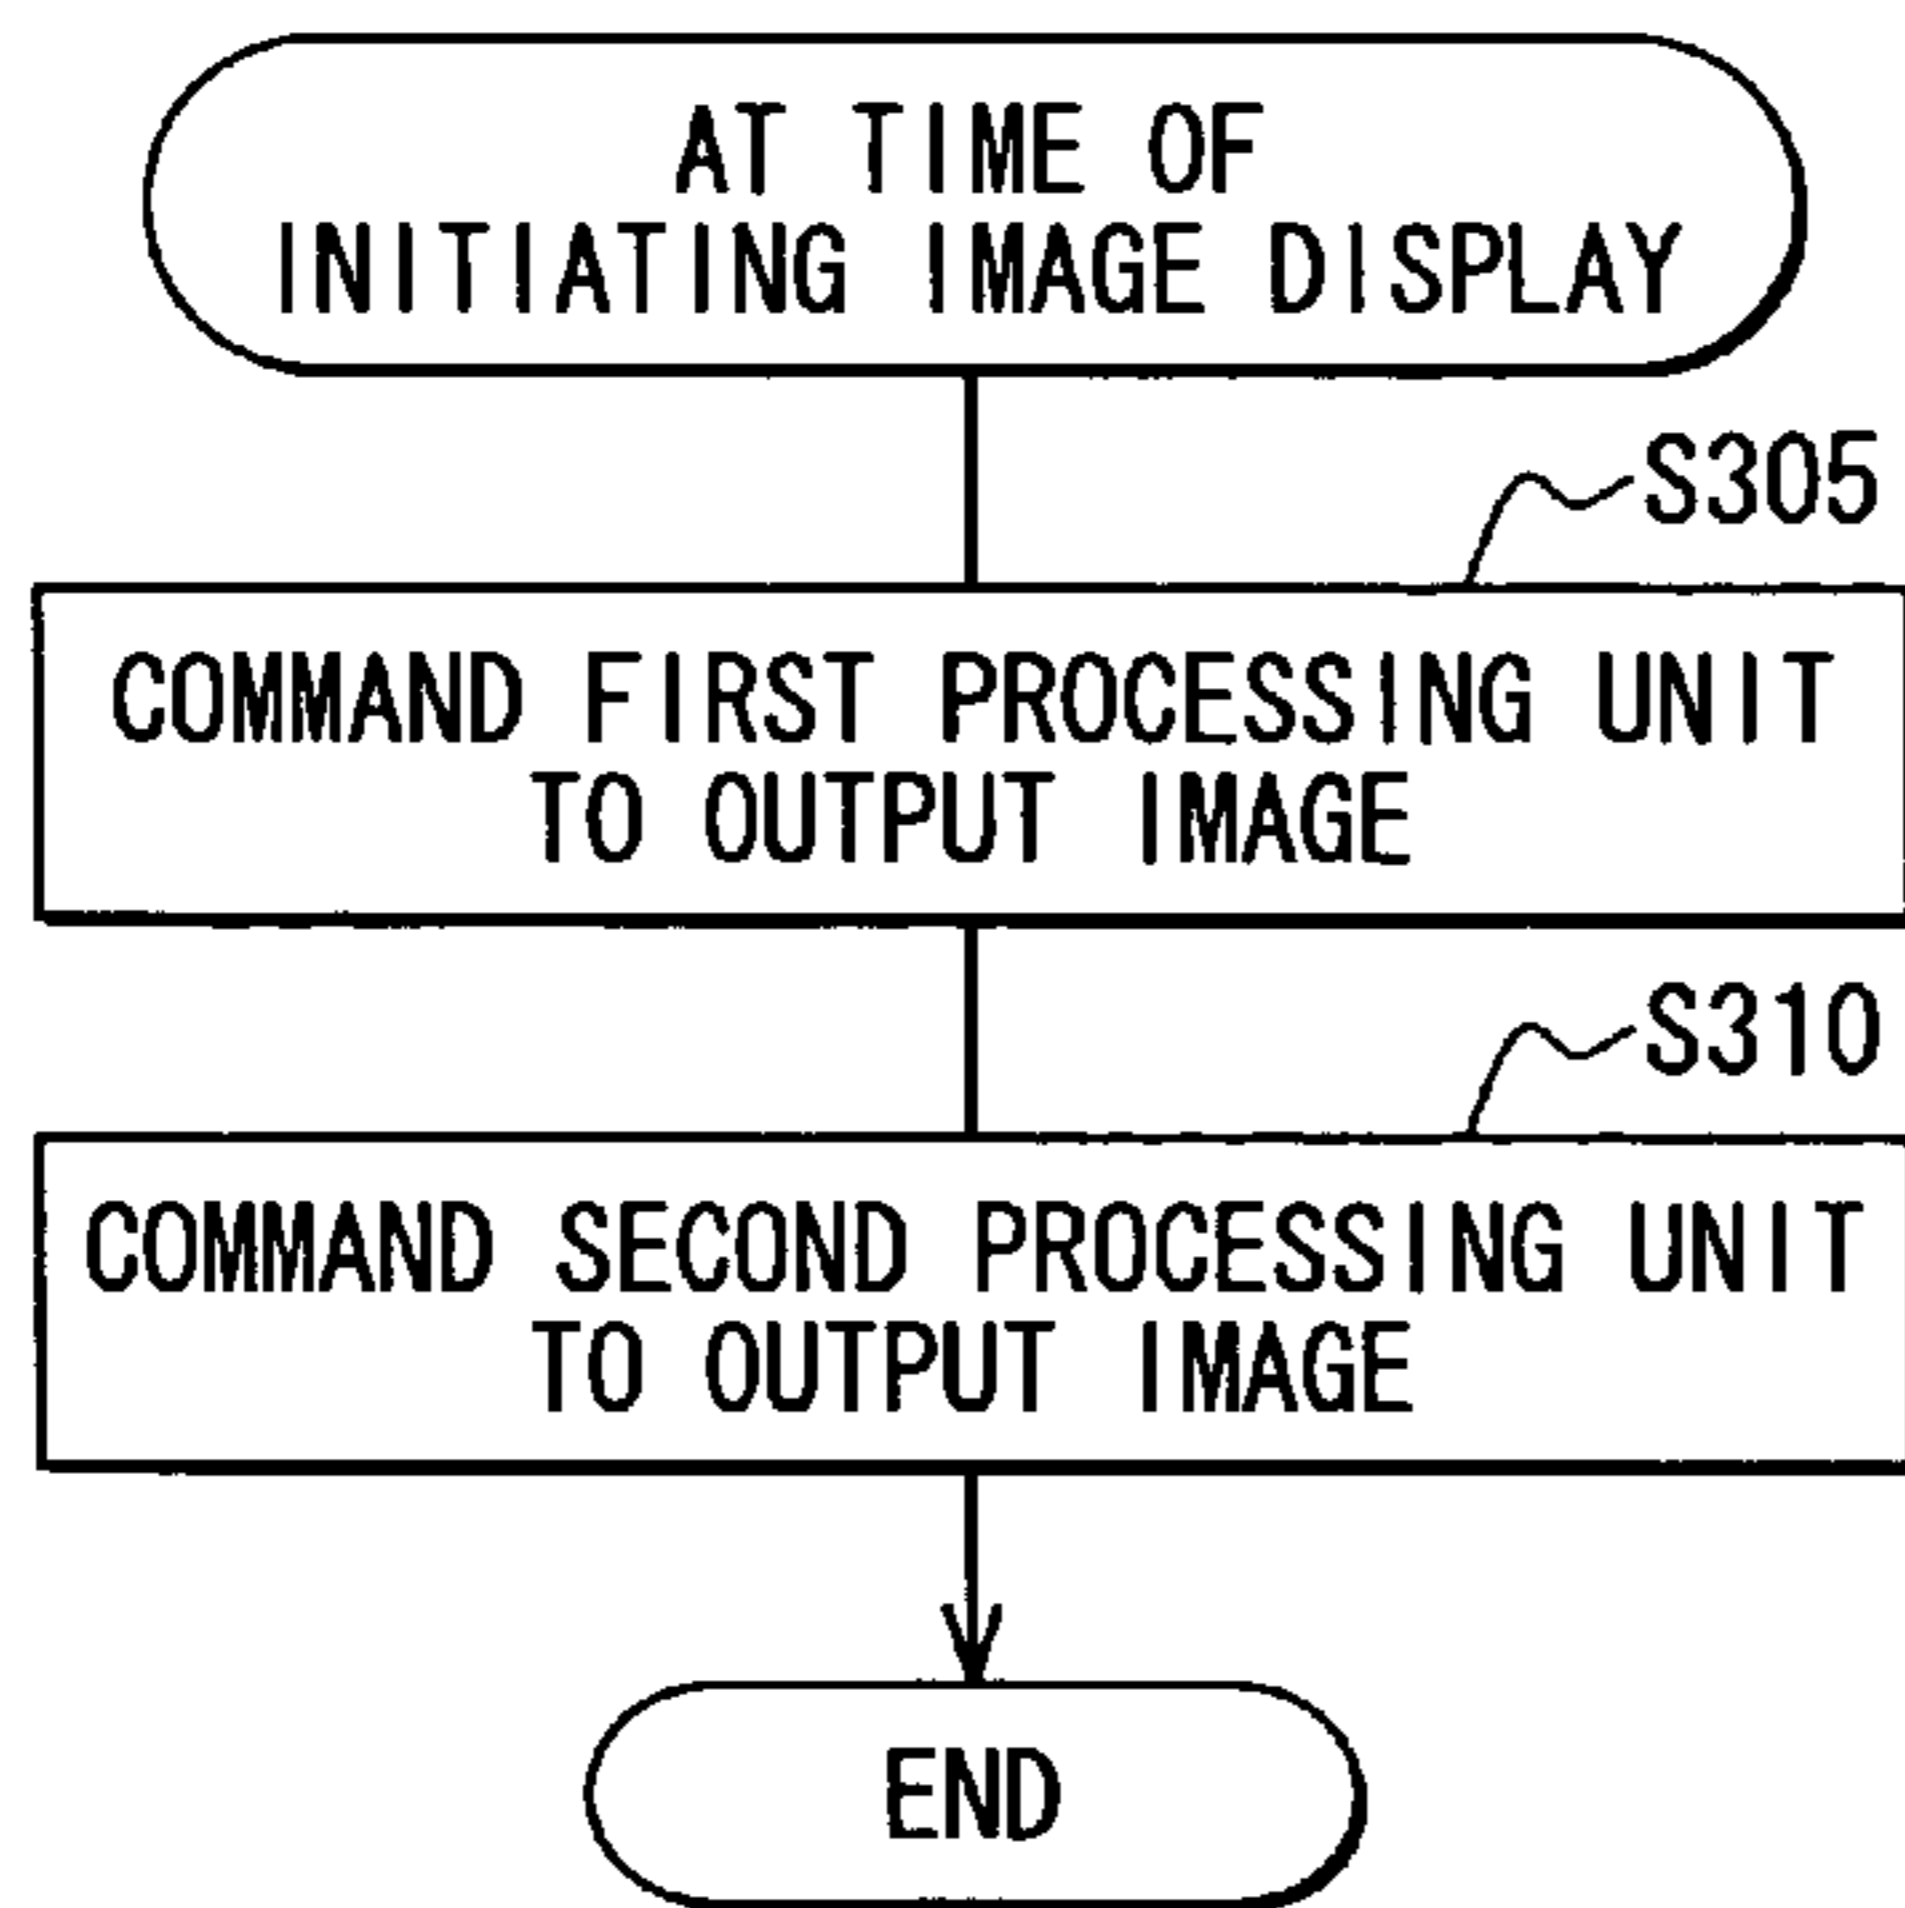 AT TIME OF
INITIATING IMAGE DISPLAY
S305
COMMAND FIRST PROCESSING UNIT
TO OUTPUT IMAGE
S310
COMMAND SECOND PROCESSING UNIT
TO OUTPUT IMAGE
END